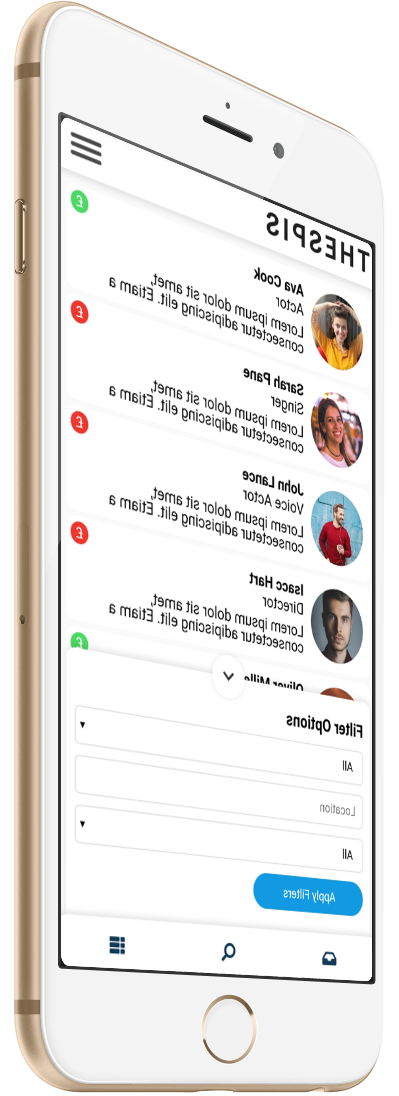 THESPIS
£
Ava Cook
Actor
Lorem ipsum dolor sit amet,
consectetur adipiscing elit. Etiam a
£
Sarah Pane
Singer
Lorem ipsum dolor sit amet,
consectetur adipiscing elit. Etiam a
£
John Lance
Voice Actor
Lorem ipsum dolor sit amet,
consectetur adipiscing elit. Etiam a
£
Isacc Hart
Director
Lorem ipsum dolor sit amet,
consectetur adipiscing elit. Etiam a
£
Oliver
Filter Options
All
Location
All
Apply Filters